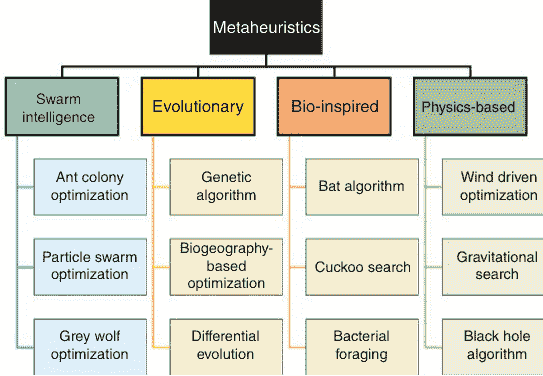 Metaheuristics
Swarm
intelligence
Evolutionary
Bio-inspired
Physics-based
Ant colony
optimization
Genetic
algorithm
Bat algorithm
Wind driven
optimization
Particle swarm
optimization
Biogeography-
based
optimization
Cuckoo search
Gravitational
search
Grey wolf
optimization
Differential
evolution
Bacterial
foraging
Black hole
algorithm